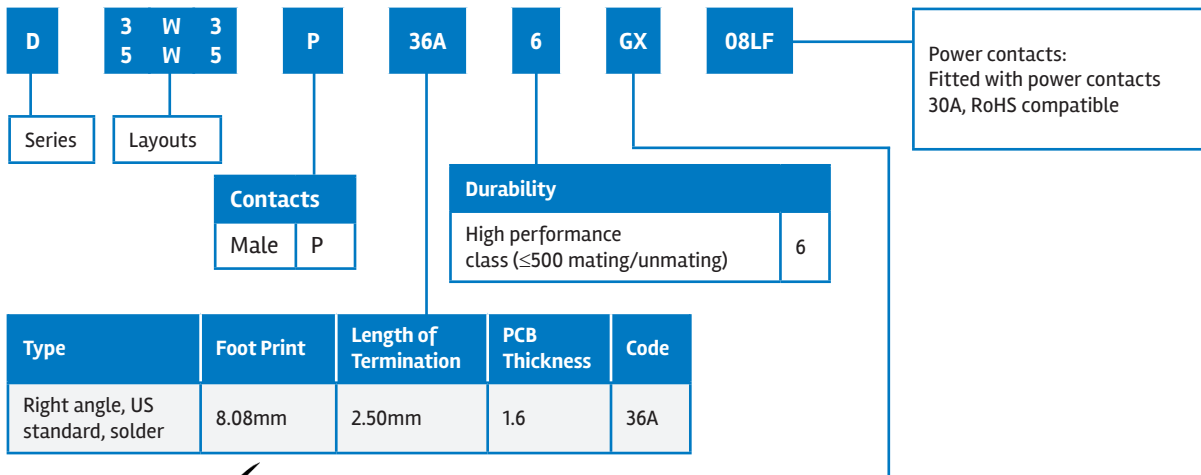 D
3 W 3
5 W 5
P
36A
6
GX
08LF
Power contacts:
Fitted with power contacts
30A, RoHS compatible
Series
Layouts
Contacts
Male P
Durability
High performance
class (≤500 mating/unmating) 6
Type Foot Print Length of Termination PCB Thickness Code
Right angle, US
standard, solder 8.08mm 2.50mm 1.6 36A